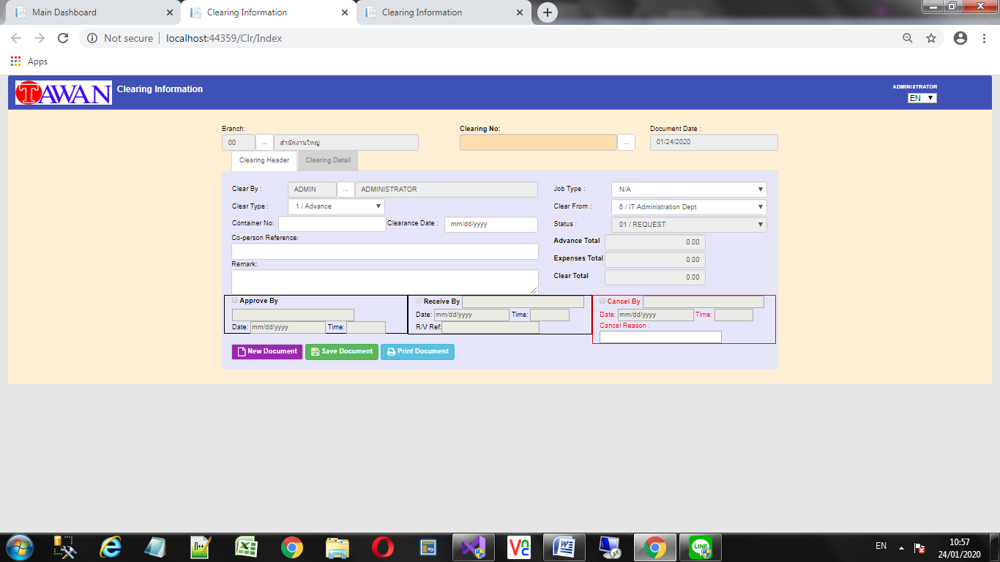 Main Dashboard
Clearing Information
Clearing Information
Not secure
localhost:44359/Clr/Index
Apps
TAWAN
Clearing Information
ADMINISTRATOR
EN
Branch:
Clearing No:
Document Date :
00
...
สำนักงานใหญ่
...
01/24/2020
Clearing Header
Clearing Detail
Clear By :
ADMIN
...
ADMINISTRATOR
Job Type :
N/A
Clear Type :
1 / Advance
Clear From :
6 / IT Administration Dept
Container No:
Clearance Date :
mm/dd/yyyy
Status :
01 / REQUEST
Co-person Reference:
Advance Total
0.00
Expenses Total
0.00
Remark:
Clear Total
0.00
Approve By
Receive By
Cancel By
Date:
mm/dd/yyyy
Time:
Date:
mm/dd/yyyy
Time:
Date:
mm/dd/yyyy
Time:
R/V Ref:
Cancel Reason :
New Document
Save Document
Print Document
N++
my
VNC
LINE
EN
10:57
24/01/2020